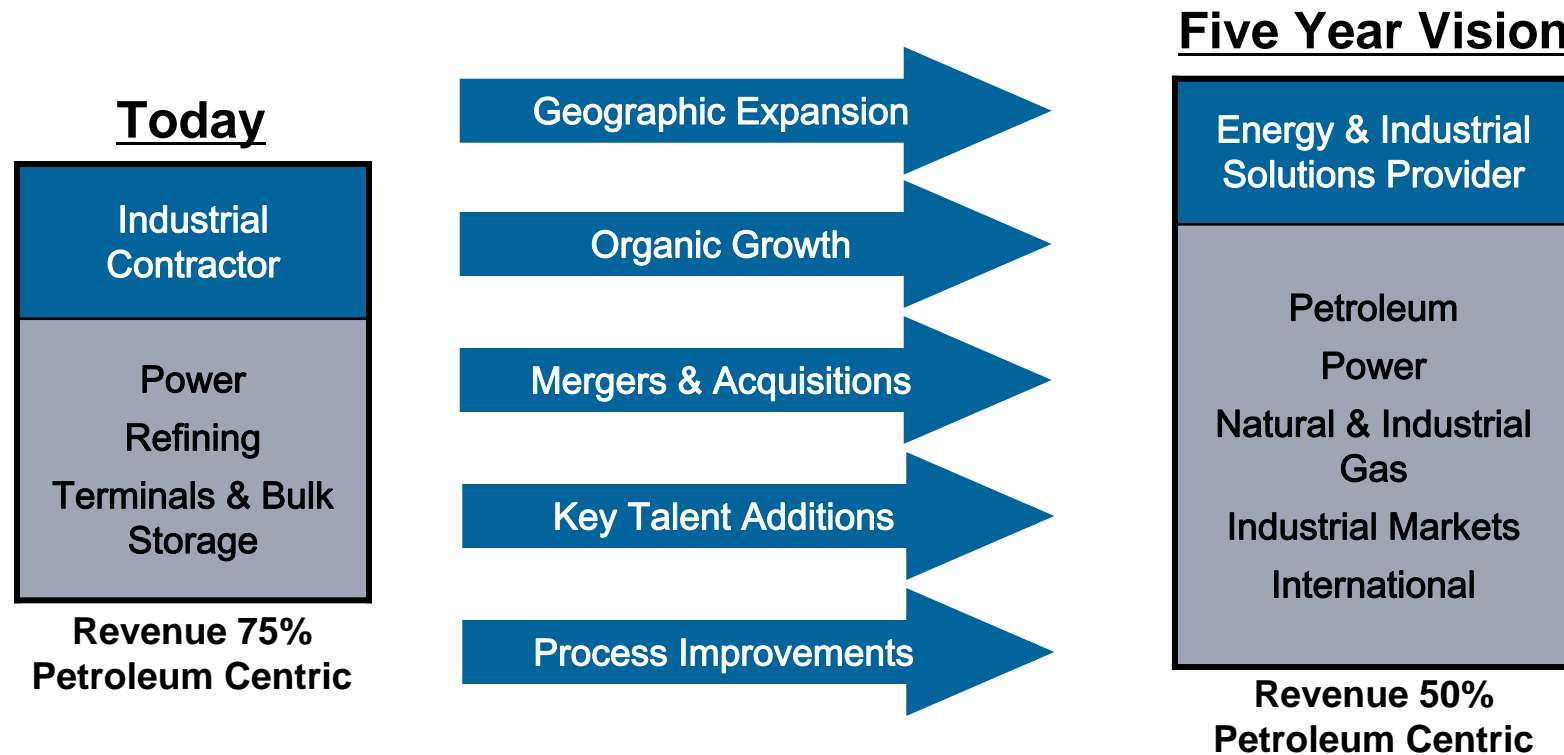 Today
Industrial
Contractor
Power
Refining
Terminals & Bulk
Storage
Revenue 75%
Petroleum Centric
Geographic Expansion
Organic Growth
Mergers & Acquisitions
Key Talent Additions
Process Improvements
Five Year Vision
Energy & Industrial
Solutions Provider
Petroleum
Power
Natural & Industrial
Gas
Industrial Markets
International
Revenue 50%
Petroleum Centric